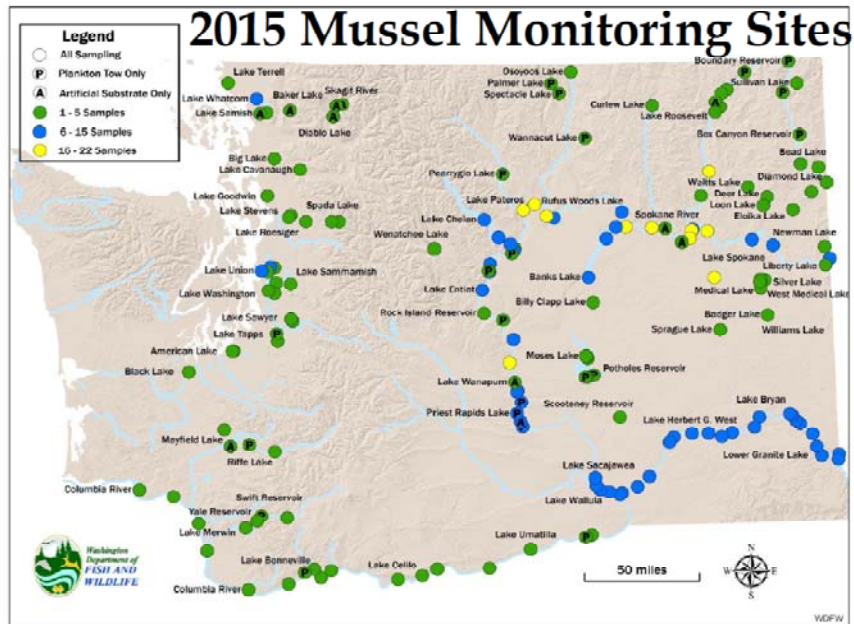 2015 Mussel Monitoring Sites
Legend
All Sampling
P Plankton Tow Only
A Artificial Substrate Only
1 - 5 Samples
6 - 15 Samples
16 - 22 Samples
Lake Terrell
Lake Whatcom
Lake Samish
Baker Lake
Skagit River
Diablo Lake
Osoyoos Lake
Palmer Lake
Spectacle Lake
Boundary Reservoir
Sullivan Lake
Curlew Lake
Lake Roosevelt
Box Canyon Reservoir
Wannacut Lake
Big Lake
Lake Cavanaugh
Pearrygin Lake
Bead Lake
Diamond Lake
Waitts Lake
Deer Lake
Loon Lake
Eloika Lake
Lake Goodwin
Lake Stevens
Spada Lake
Lake Roesiger
Lake Pateros
Rufus Woods Lake
Lake Chelan
Spokane River
Wenatchee Lake
Newman Lake
Lake Spokane
Liberty Lake
Lake Union
Lake Sammamish
Banks Lake
Silver Lake
Medical Lake
West Medical Lake
Lake Washington
Lake Entiat
Billy Clapp Lake
Rock Island Reservoir
Badger Lake
Lake Sawyer
Lake Tapps
Sprague Lake
Williams Lake
American Lake
Moses Lake
Black Lake
Potholes Reservoir
Lake Wanapum
Priest Rapids Lake
Scooteney Reservoir
Lake Bryan
Lake Herbert G. West
Mayfield Lake
Riffe Lake
Lower Granite Lake
Lake Sacajewea
Columbia River
Swift Reservoir
Lake Wallula
Yale Reservoir
Lake Merwin
Lake Umatilla
Lake Bonneville
Lake Celilo
Columbia River
Washington
Department of
FISH AND
WILDLIFE
50 miles
N
W E
S
WDFW
P
A